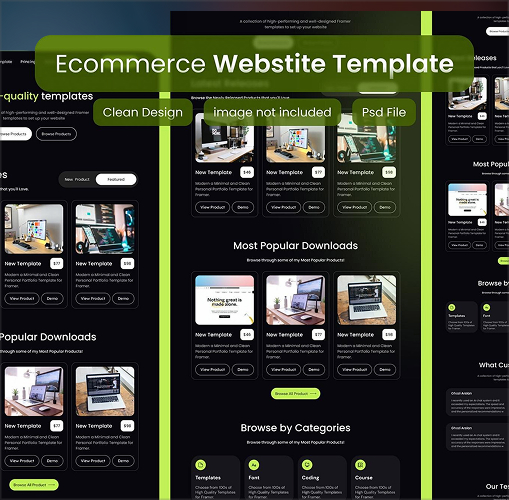 Ecommerce Webstite Template
Clean Design
image not included
Psd File
A collection of high-performing and well-designed Framer
templates to set up your website
-quality templates
of high-performing and well-designed Framer
templates to set up your website
Browse Products
New Product
Featured
that you'll Love.
New Template
$77
Modern a Minimal and Clean
Personal Portfolio Template for
Framer.
View Product
Demo
New Template
$98
Modern a Minimal and Clean
Personal Portfolio Template for
Framer.
View Product
Demo
Popular Downloads
through some of my Most Popular Products!
New Template
$77
Modern a Minimal and Clean
Personal Portfolio Template for
Framer.
View Product
Demo
New Template
$98
Modern a Minimal and Clean
Personal Portfolio Template for
Framer.
View Product
Demo
Browse All Product
Browse the Newly Released Products that you'll Love.
New Template
$46
Modern a Minimal and Clean
Personal Portfolio Template for
Framer.
View Product
Demo
New Template
$77
Modern a Minimal and Clean
Personal Portfolio Template for
Framer.
View Product
Demo
New Template
$98
Modern a Minimal and Clean
Personal Portfolio Template for
Framer.
View Product
Demo
Most Popular Downloads
Browse through some of my Most Popular Products!
Nothing great is
made alone.
New Template
$46
Modern a Minimal and Clean
Personal Portfolio Template for
Framer.
View Product
Demo
New Template
$77
Modern a Minimal and Clean
Personal Portfolio Template for
Framer.
View Product
Demo
New Template
$98
Modern a Minimal and Clean
Personal Portfolio Template for
Framer.
View Product
Demo
Browse All Product
Browse by Categories
Browse through some of my Most Popular Products!
Templates
Choose from 100s of
High Quality Templates
for Framer
Font
Choose from 100s of
High Quality Templates
for Framer
Coding
Choose from 100s of
High Quality Templates
for Framer
Course
Choose from 100s of
High Quality Templates
for Framer
New Template
View Product
Demo
Most Popul
Nothing great is
made alone.
New Template
View Product
Demo
Browse by
Templates
Font
What Cus
Our Te